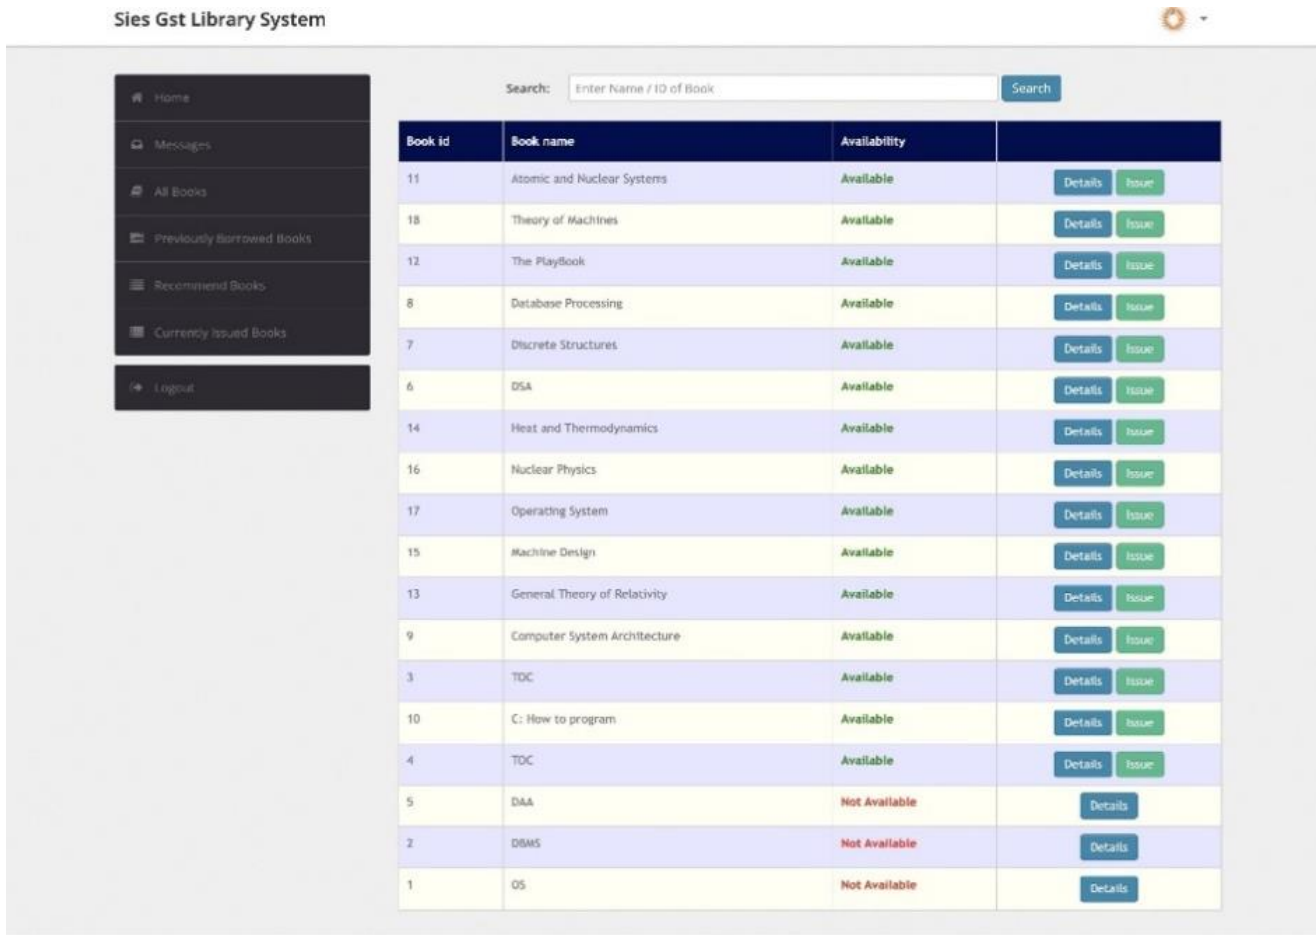 Sies Gst Library System
Home
Messages
All Books
Previously Borrowed Books
Recommend Books
Currently Issued Books
Logout
Search: Enter Name / ID of Book Search
Book id Book name Availability
11 Atomic and Nuclear Systems Available Details Issue
18 Theory of Machines Available Details Issue
12 The PlayBook Available Details Issue
8 Database Processing Available Details Issue
7 Discrete Structures Available Details Issue
6 DSA Available Details Issue
14 Heat and Thermodynamics Available Details Issue
16 Nuclear Physics Available Details Issue
17 Operating System Available Details Issue
15 Machine Design Available Details Issue
13 General Theory of Relativity Available Details Issue
9 Computer System Architecture Available Details Issue
3 TOC Available Details Issue
10 C: How to program Available Details Issue
4 TOC Available Details Issue
5 DAA Not Available Details
2 DBMS Not Available Details
1 OS Not Available Details